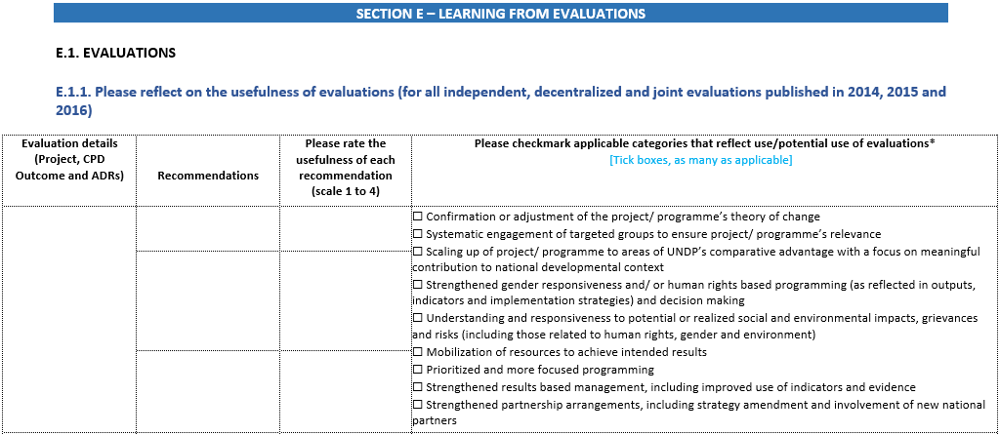 SECTION E – LEARNING FROM EVALUATIONS
E.1. EVALUATIONS
E.1.1. Please reflect on the usefulness of evaluations (for all independent, decentralized and joint evaluations published in 2014, 2015 and
2016)
Evaluation details
(Project, CPD
Outcome and ADRs)
Recommendations
Please rate the
usefulness of each
recommendation
(scale 1 to 4)
Please checkmark applicable categories that reflect use/potential use of evaluations*
[Tick boxes, as many as applicable]
☐ Confirmation or adjustment of the project/ programme’s theory of change
☐ Systematic engagement of targeted groups to ensure project/ programme’s relevance
☐ Scaling up of project/ programme to areas of UNDP’s comparative advantage with a focus on meaningful
contribution to national developmental context
☐ Strengthened gender responsiveness and/ or human rights based programming (as reflected in outputs,
indicators and implementation strategies) and decision making
☐ Understanding and responsiveness to potential or realized social and environmental impacts, grievances
and risks (including those related to human rights, gender and environment)
☐ Mobilization of resources to achieve intended results
☐ Prioritized and more focused programming
☐ Strengthened results based management, including improved use of indicators and evidence
☐ Strengthened partnership arrangements, including strategy amendment and involvement of new national
partners